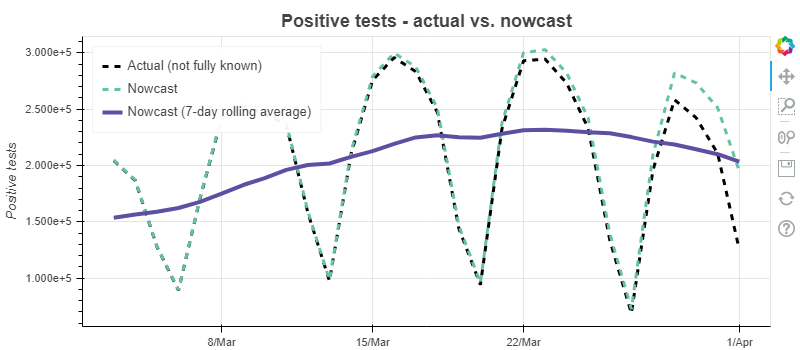 Positive tests - actual vs. nowcast
Positive tests
3.000e+5
2.500e+5
2.000e+5
1.500e+5
1.000e+5
Actual (not fully known)
Nowcast
Nowcast (7-day rolling average)
8/Mar
15/Mar
22/Mar
1/Apr